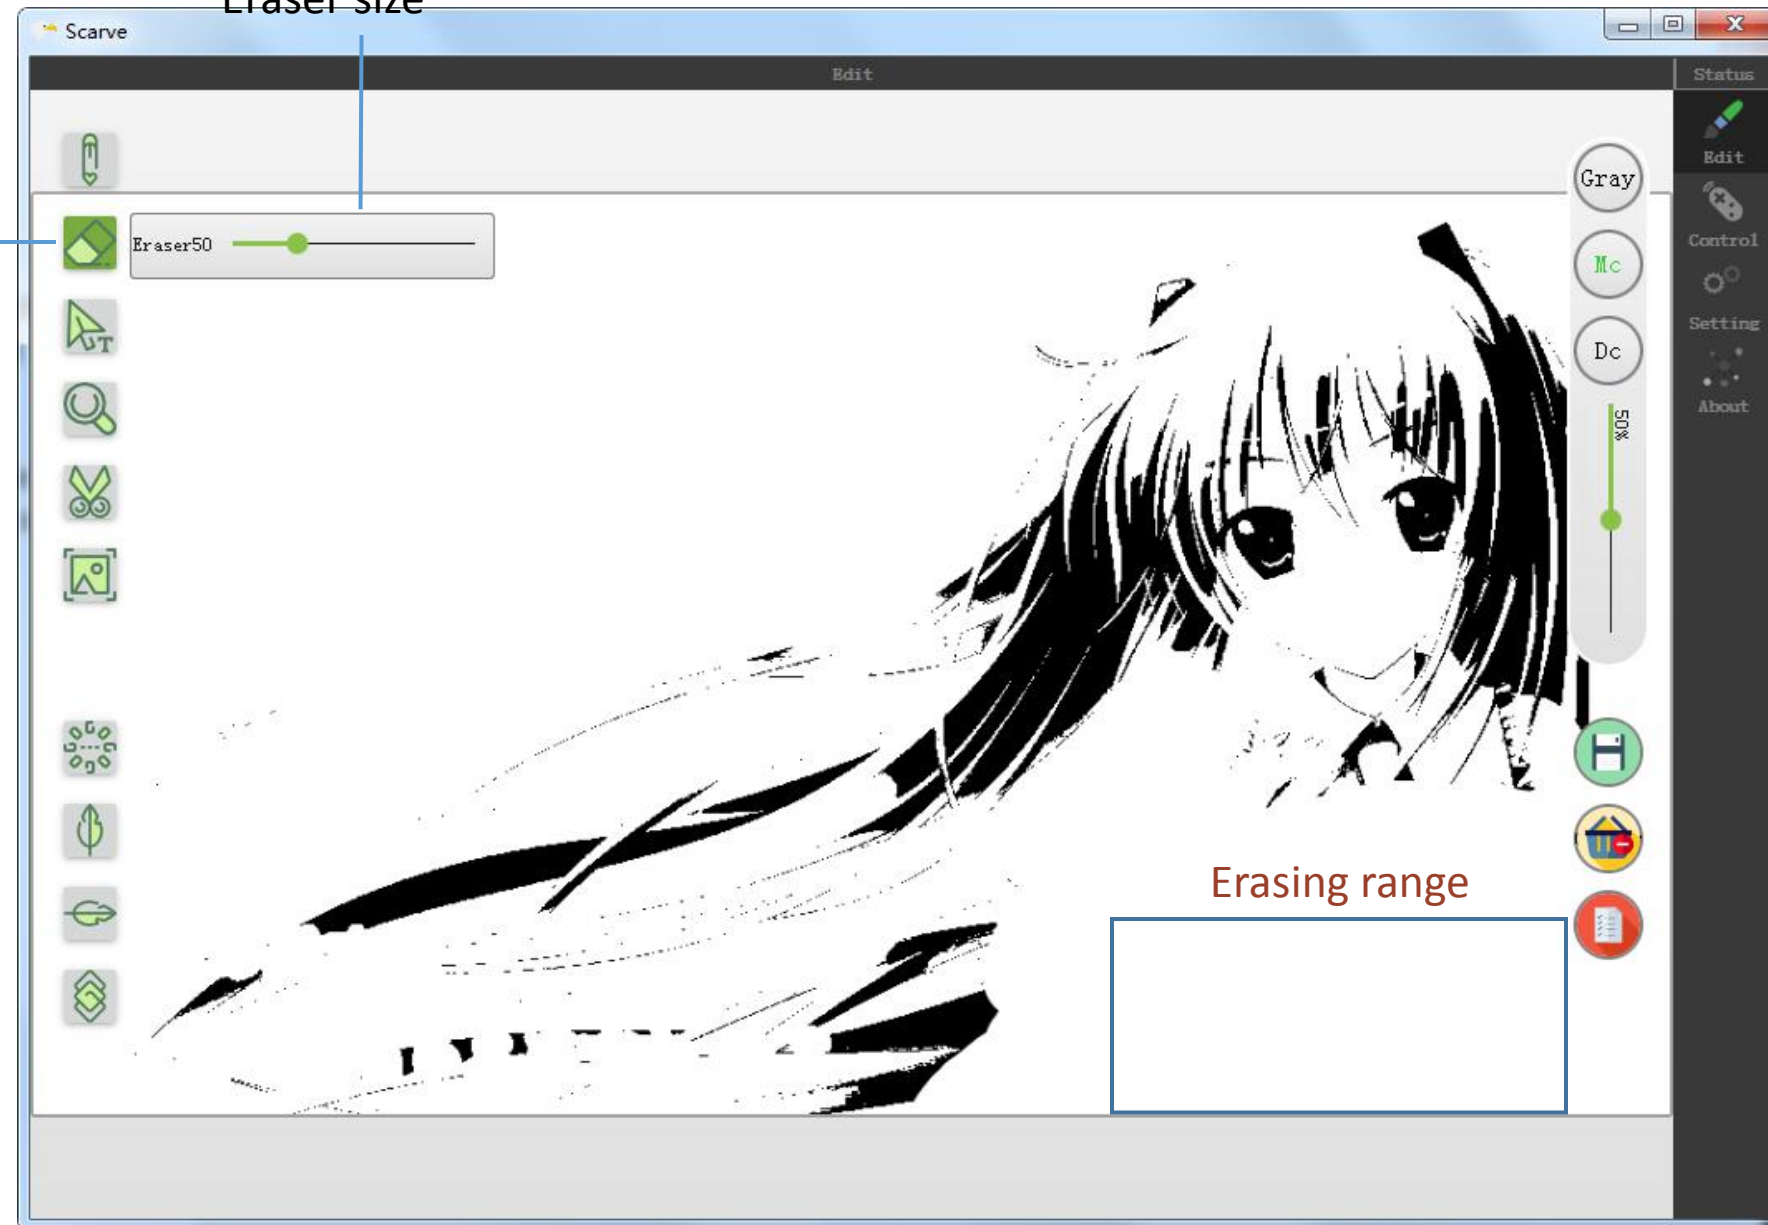 Eraser size
Scarve
Edit
Status
Edit
Gray
Eraser50
Control
Mc
Setting
Dc
About
50%
Erasing range